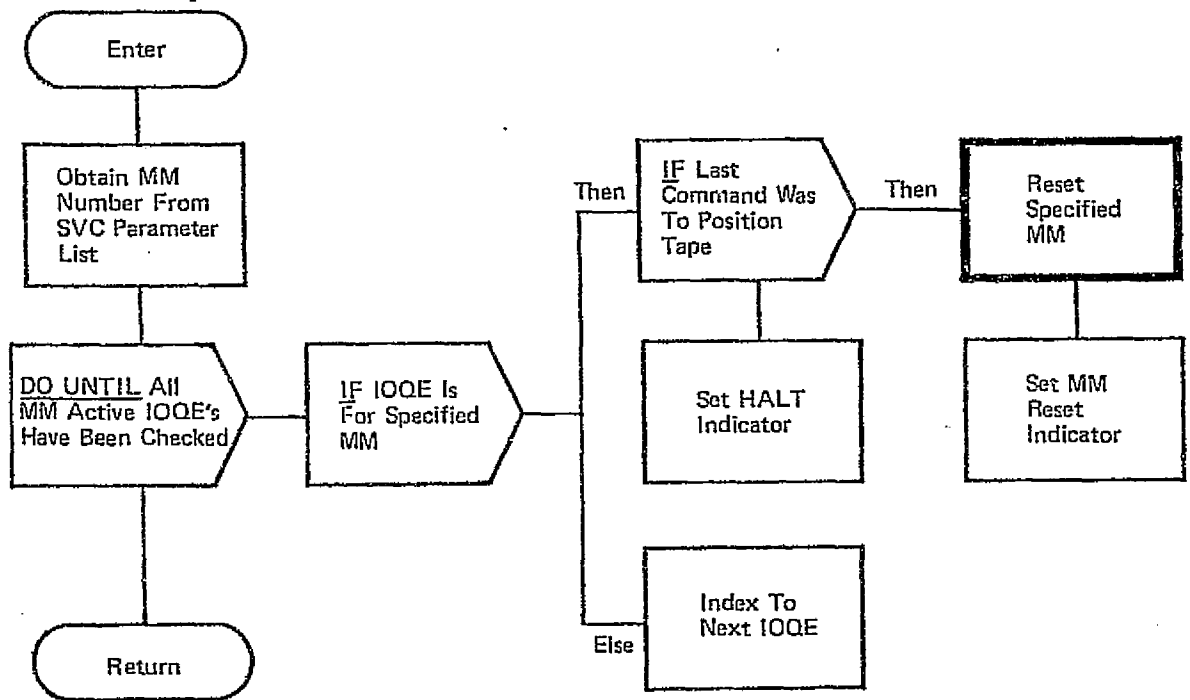 Enter
Obtain MM
Number From
SVC Parameter
List
DO UNTIL All
MM Active IOQE's
Have Been Checked
IF IOQE Is
For Specified
MM
Then
IF Last
Command Was
To Position
Tape
Then
Reset
Specified
MM
Set HALT
Indicator
Set MM
Reset
Indicator
Else
Index To
Next IOQE
Return